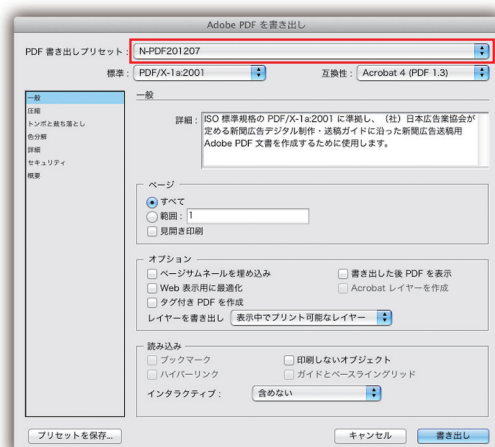 Adobe PDF を書き出し
PDF 書き出しプリセット： N-PDF201207
標準： PDF/X-1a:2001 互換性： Acrobat 4 (PDF 1.3)
一般
圧縮
トンボと裁ち落とし
色分解
詳細
セキュリティ
概要
一般
詳細： ISO 標準規格の PDF/X-1a:2001 に準拠し、（社）日本広告業協会が
定める新聞広告デジタル制作・送稿ガイドに沿った新聞広告送稿用
Adobe PDF 文書を作成するために使用します。
ページ
すべて
範囲： 1
見開き印刷
オプション
ページサムネールを埋め込み 書き出した後 PDF を表示
Web 表示用に最適化 Acrobat レイヤーを作成
タグ付き PDF を作成
レイヤーを書き出し 表示中でプリント可能なレイヤー
読み込み
ブックマーク 印刷しないオブジェクト
ハイパーリンク ガイドとベースライングリッド
インタラクティブ： 含めない
プリセットを保存... キャンセル 書き出し